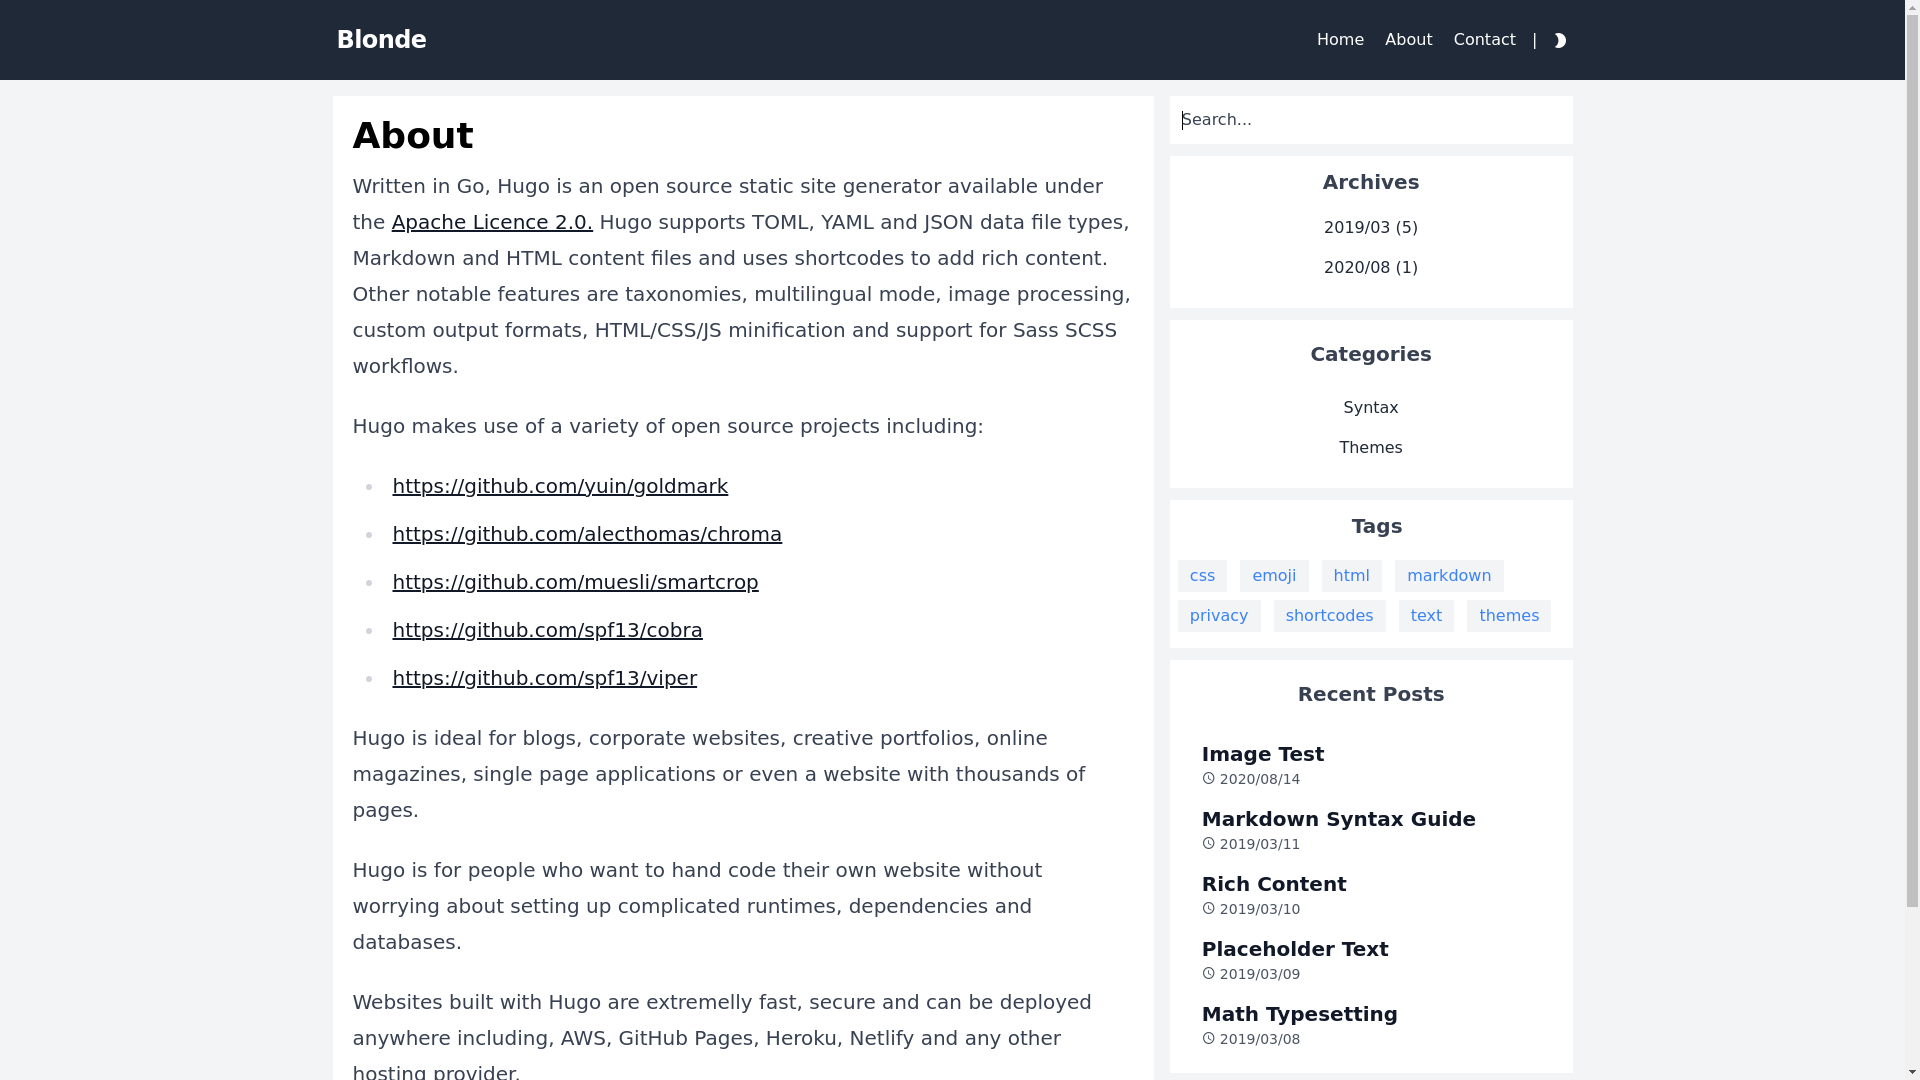 Blonde
Home
About
Contact
|
About
Written in Go, Hugo is an open source static site generator available under
the Apache Licence 2.0. Hugo supports TOML, YAML and JSON data file types,
Markdown and HTML content files and uses shortcodes to add rich content.
Other notable features are taxonomies, multilingual mode, image processing,
custom output formats, HTML/CSS/JS minification and support for Sass SCSS
workflows.
Hugo makes use of a variety of open source projects including:
https://github.com/yuin/goldmark
https://github.com/alecthomas/chroma
https://github.com/muesli/smartcrop
https://github.com/spf13/cobra
https://github.com/spf13/viper
Hugo is ideal for blogs, corporate websites, creative portfolios, online
magazines, single page applications or even a website with thousands of
pages.
Hugo is for people who want to hand code their own website without
worrying about setting up complicated runtimes, dependencies and
databases.
Websites built with Hugo are extremelly fast, secure and can be deployed
anywhere including, AWS, GitHub Pages, Heroku, Netlify and any other
hosting provider.
Search...
Archives
2019/03 (5)
2020/08 (1)
Categories
Syntax
Themes
Tags
css
emoji
html
markdown
privacy
shortcodes
text
themes
Recent Posts
Image Test
2020/08/14
Markdown Syntax Guide
2019/03/11
Rich Content
2019/03/10
Placeholder Text
2019/03/09
Math Typesetting
2019/03/08